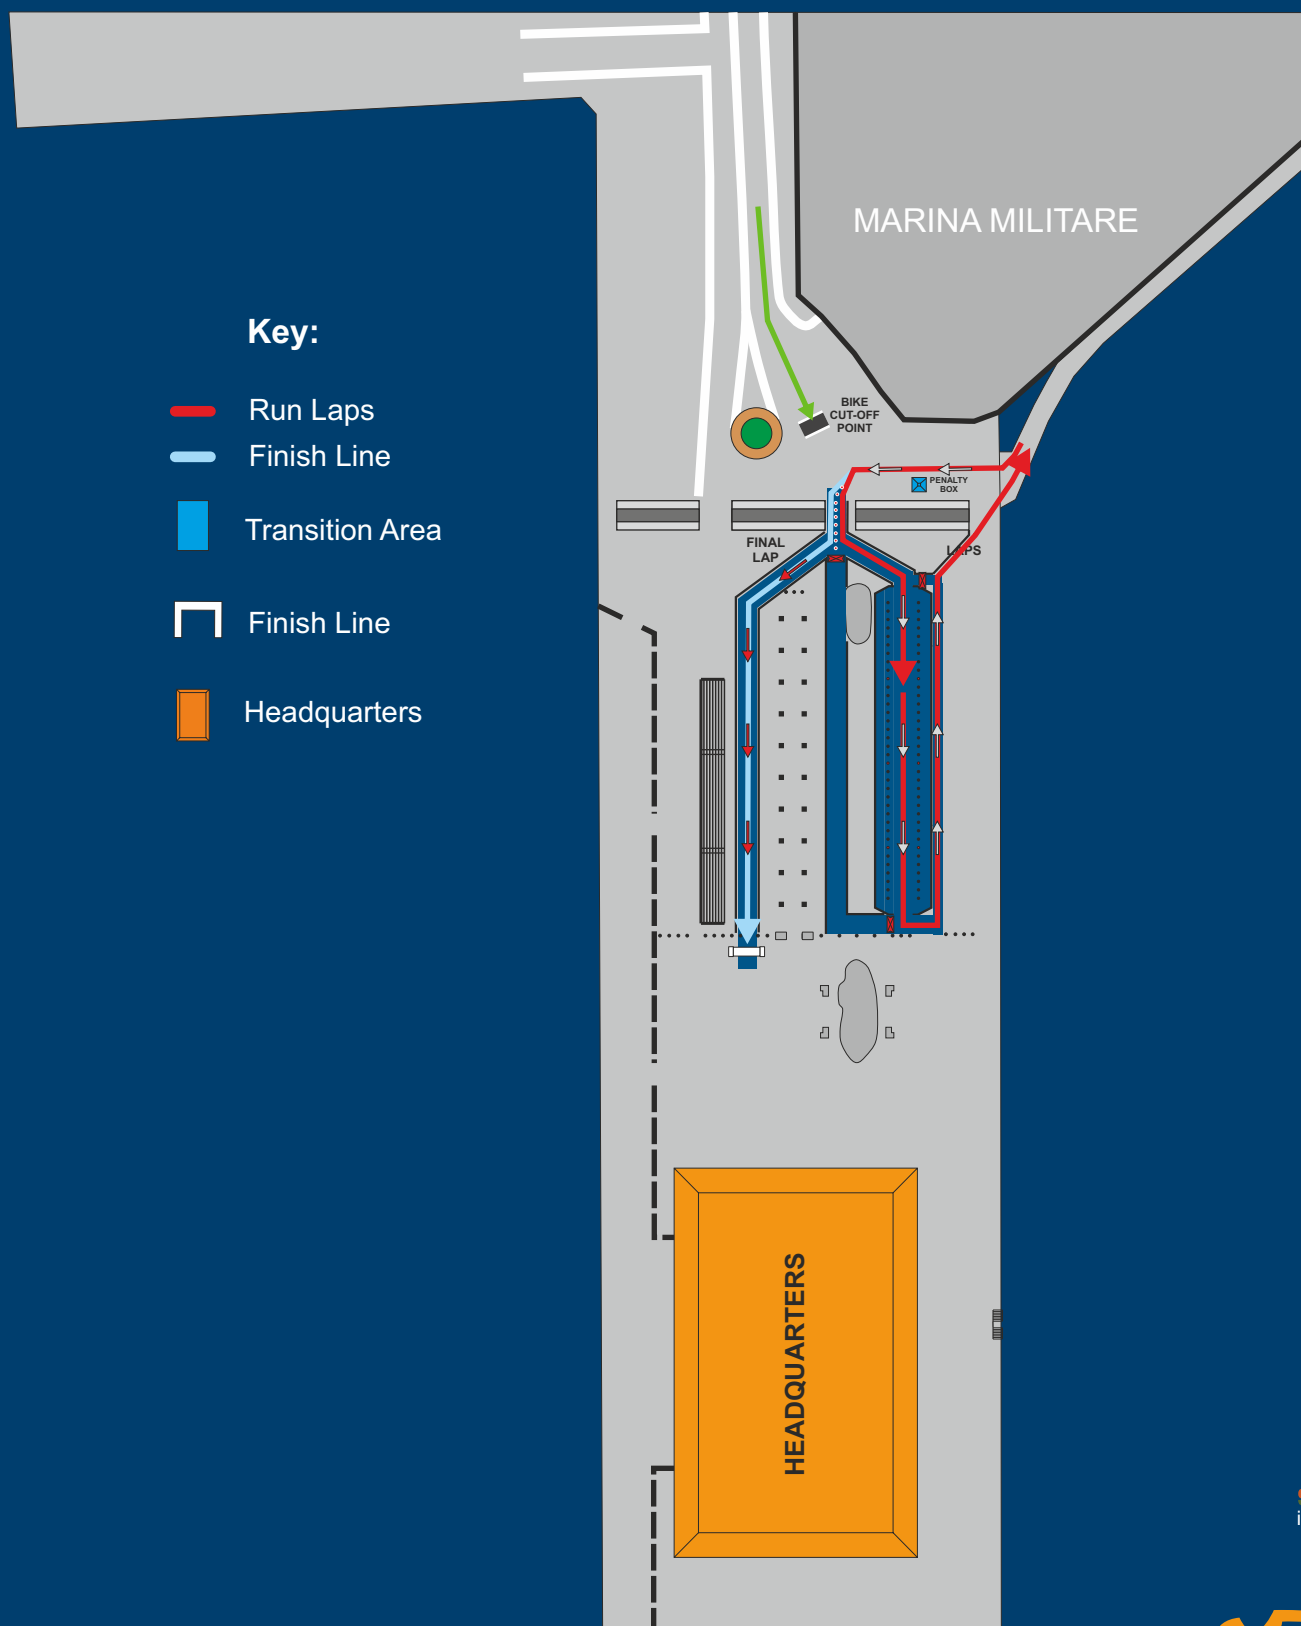 MARINA MILITARE
Key:
Run Laps
Finish Line
Transition Area
Finish Line
Headquarters
BIKE
CUT-OFF
POINT
PENALTY
BOX
FINAL
LAP
LAPS
HEADQUARTERS